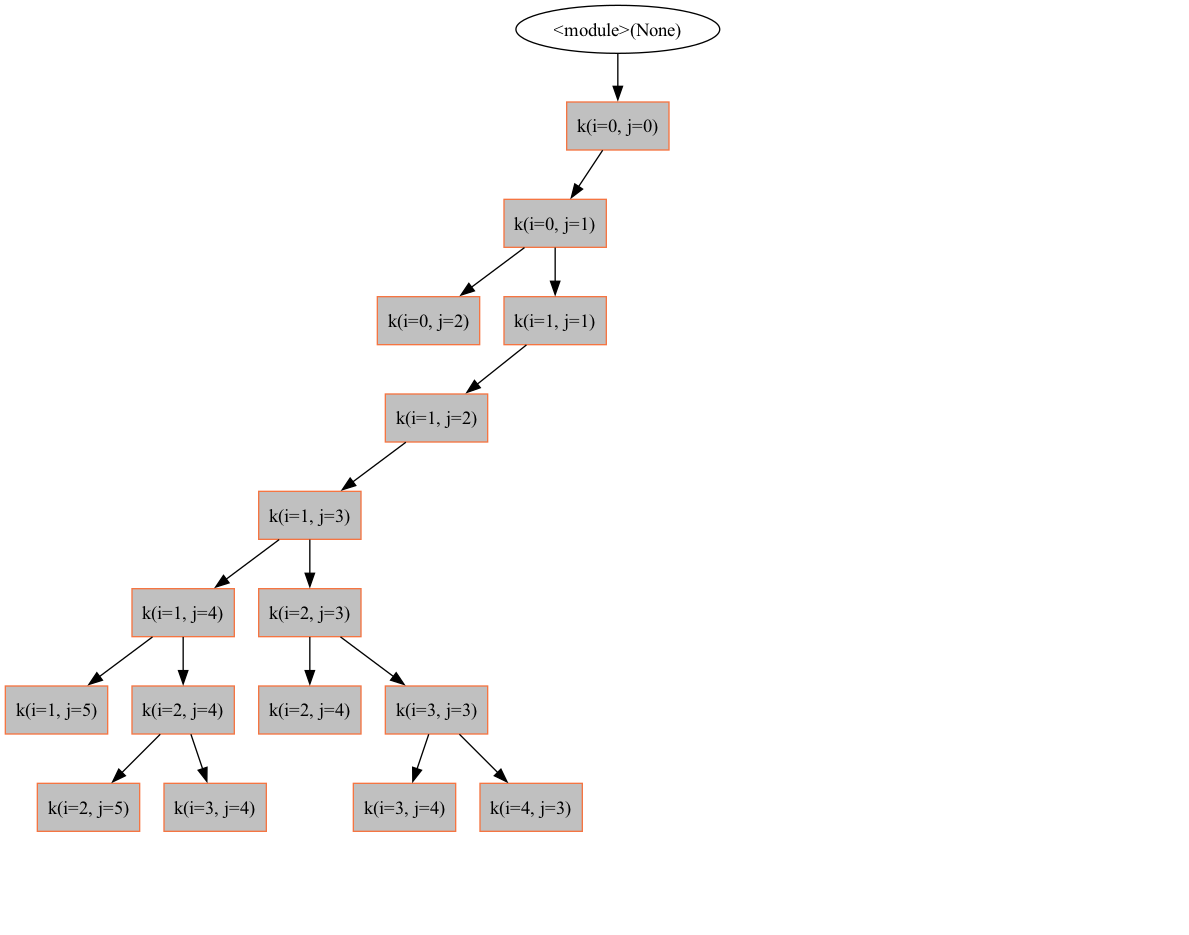 <module>(None)
k(i=0, j=0)
k(i=0, j=1)
k(i=0, j=2)
k(i=1, j=1)
k(i=1, j=2)
k(i=1, j=3)
k(i=1, j=4)
k(i=2, j=3)
k(i=1, j=5)
k(i=2, j=4)
k(i=2, j=4)
k(i=3, j=3)
k(i=2, j=5)
k(i=3, j=4)
k(i=3, j=4)
k(i=4, j=3)